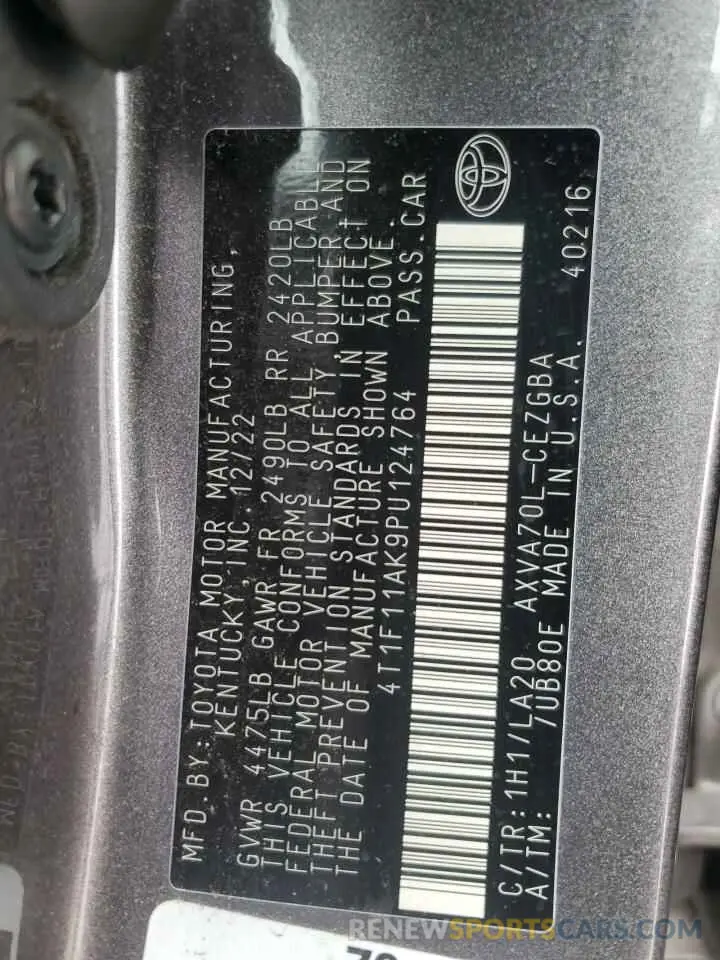 MFD.BY:TOYOTA MOTOR MANUFACTURING,
KENTUCKY,INC.12/22
GVWR 4475LB GAWR FR 2490LB RR 2420LB
THIS VEHICLE CONFORMS TO ALL APPLICABLE
FEDERAL MOTOR VEHICLE SAFETY,BUMPER,AND
THEFT PREVENTION STANDARDS IN EFFECT ON
THE DATE OF MANUFACTURE SHOWN ABOVE.
4T1F11AK9PU124764 PASS.CAR
C/TR:1H1/LA20 AXVA70L-CEZGBA
A/TM: 7UB80E MADE IN U.S.A. 40216
RENEWSPORTSCARS.COM